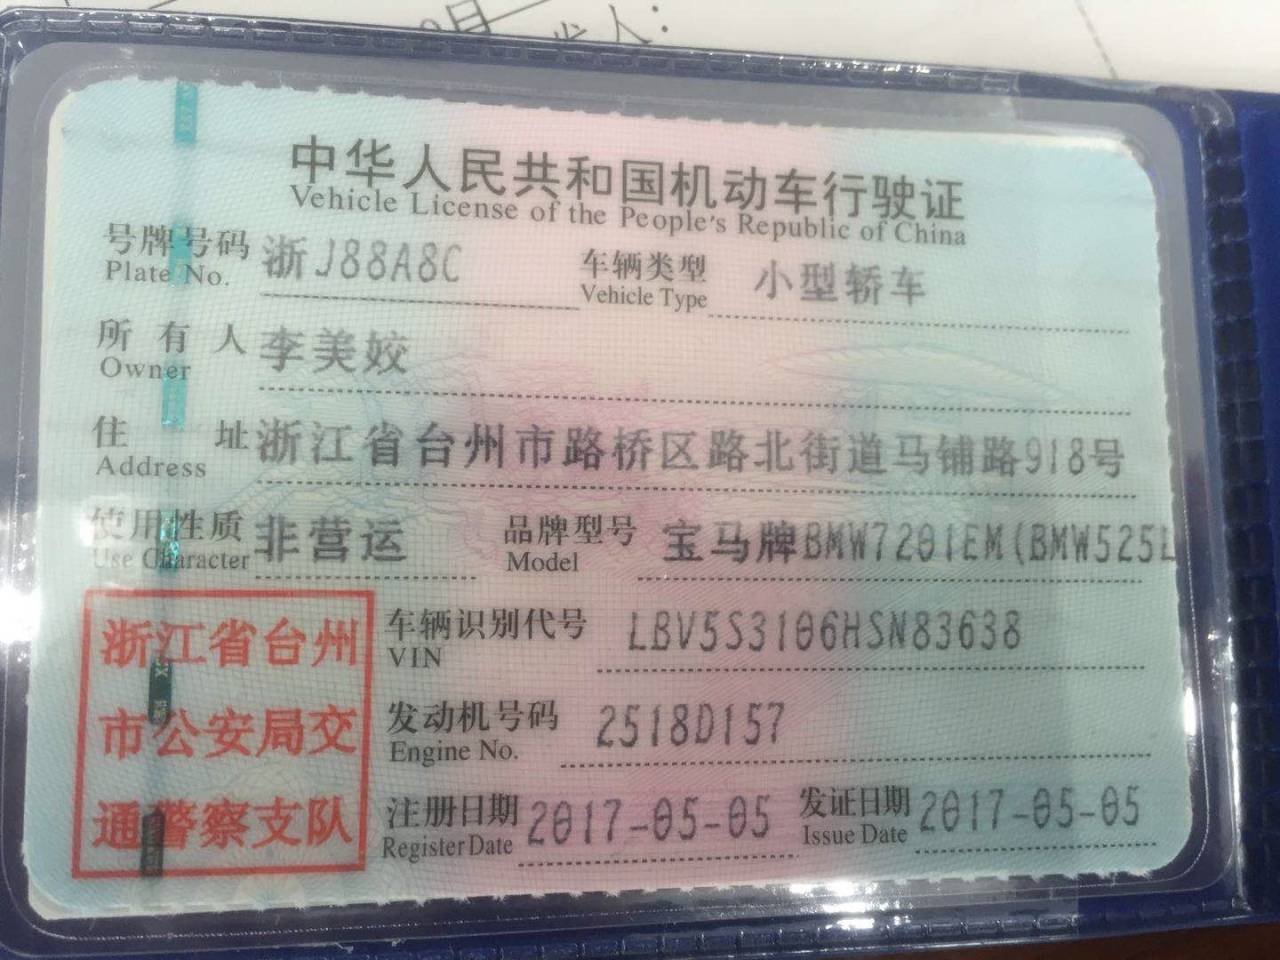 发人：
中华人民共和国机动车行驶证
Vehicle License of the People's Republic of China
号牌号码 浙J88A8C 车辆类型 小型轿车
Plate No. Vehicle Type
所有人 李美姣
Owner
住址 浙江省台州市路桥区路北街道马铺路918号
Address
使用性质 非营运 品牌型号 宝马牌BMW7201EM(BMW525L
Use Character Model
浙江省台州
市公安局交
通警察支队
车辆识别代号 LBV5S3106HSN83638
VIN
发动机号码 2518D157
Engine No.
注册日期 2017-05-05 发证日期 2017-05-05
Register Date Issue Date